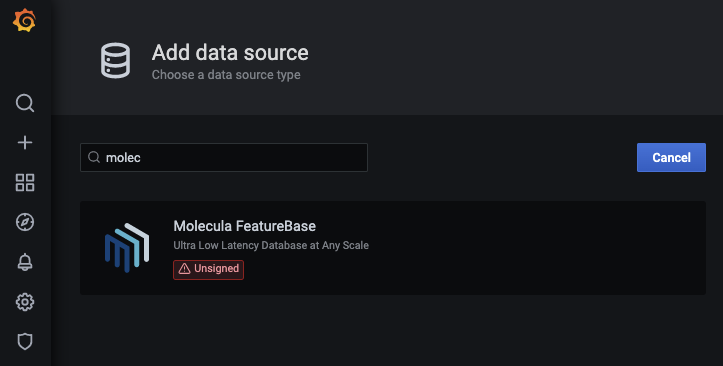 Add data source
Choose a data source type
molec
Cancel
Molecula FeatureBase
Ultra Low Latency Database at Any Scale
Unsigned